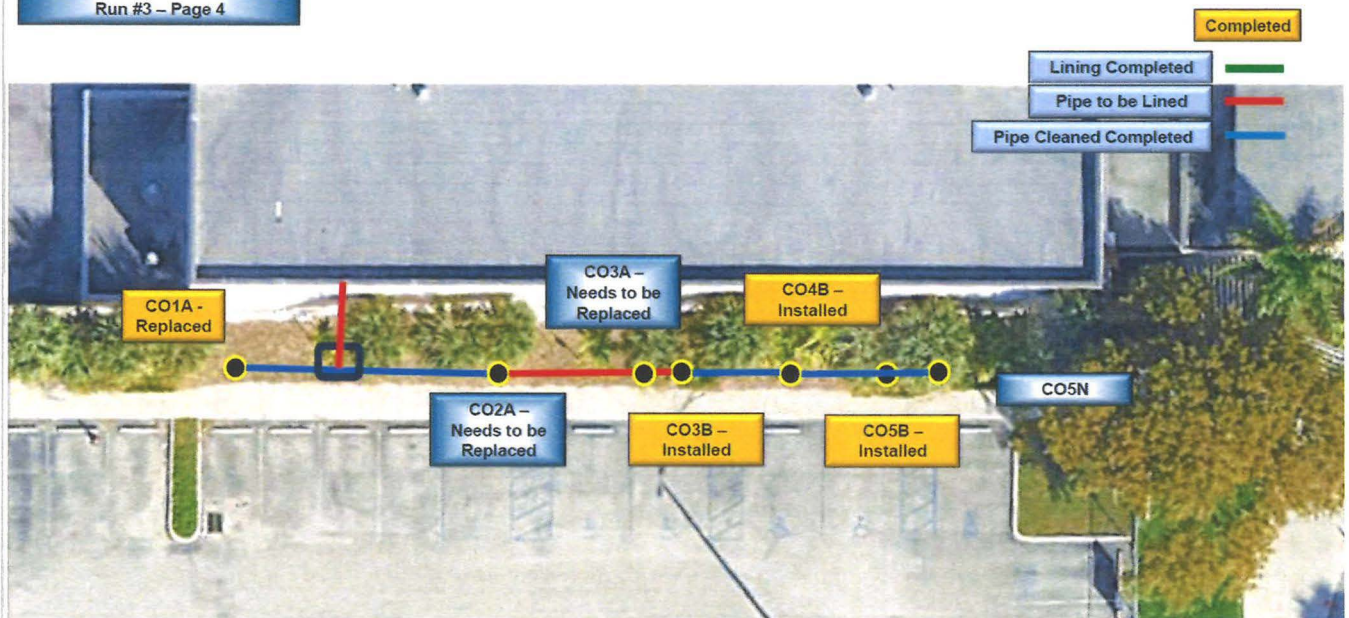 Run #3 – Page 4
Completed
Lining Completed
Pipe to be Lined
Pipe Cleaned Completed
CO1A -
Replaced
CO3A –
Needs to be
Replaced
CO4B –
Installed
CO2A –
Needs to be
Replaced
CO3B –
Installed
CO5B –
Installed
CO5N